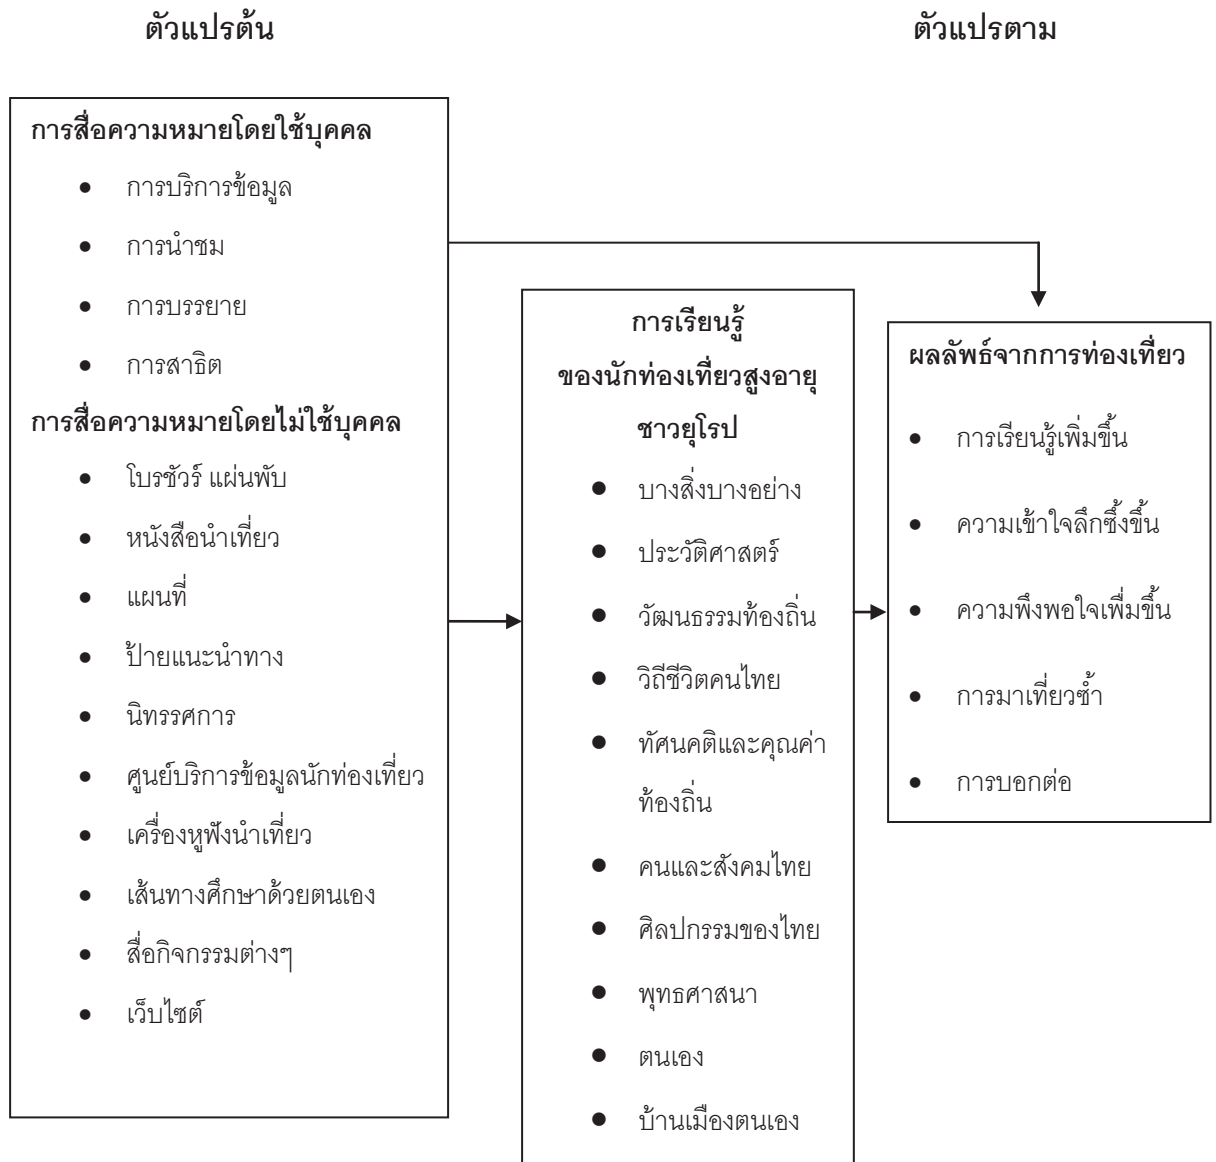 ตัวแปรต้น
ตัวแปรตาม
การสื่อความหมายโดยใช้บุคคล
• การบริการข้อมูล
• การนำชม
• การบรรยาย
• การสาธิต
การสื่อความหมายโดยไม่ใช้บุคคล
• โบรชัวร์ แผ่นพับ
• หนังสือนำเที่ยว
• แผนที่
• ป้ายแนะนำทาง
• นิทรรศการ
• ศูนย์บริการข้อมูลนักท่องเที่ยว
• เครื่องหูฟังนำเที่ยว
• เส้นทางศึกษาด้วยตนเอง
• สื่อกิจกรรมต่างๆ
• เว็บไซต์
การเรียนรู้
ของนักท่องเที่ยวสูงอายุ
ชาวยุโรป
• บางสิ่งบางอย่าง
• ประวัติศาสตร์
• วัฒนธรรมท้องถิ่น
• วิถีชีวิตคนไทย
• ทัศนคติและคุณค่า
ท้องถิ่น
• คนและสังคมไทย
• ศิลปกรรมของไทย
• พุทธศาสนา
• ตนเอง
• บ้านเมืองตนเอง
ผลลัพธ์จากการท่องเที่ยว
• การเรียนรู้เพิ่มขึ้น
• ความเข้าใจลึกซึ้งขึ้น
• ความพึงพอใจเพิ่มขึ้น
• การมาเที่ยวซ้ำ
• การบอกต่อ